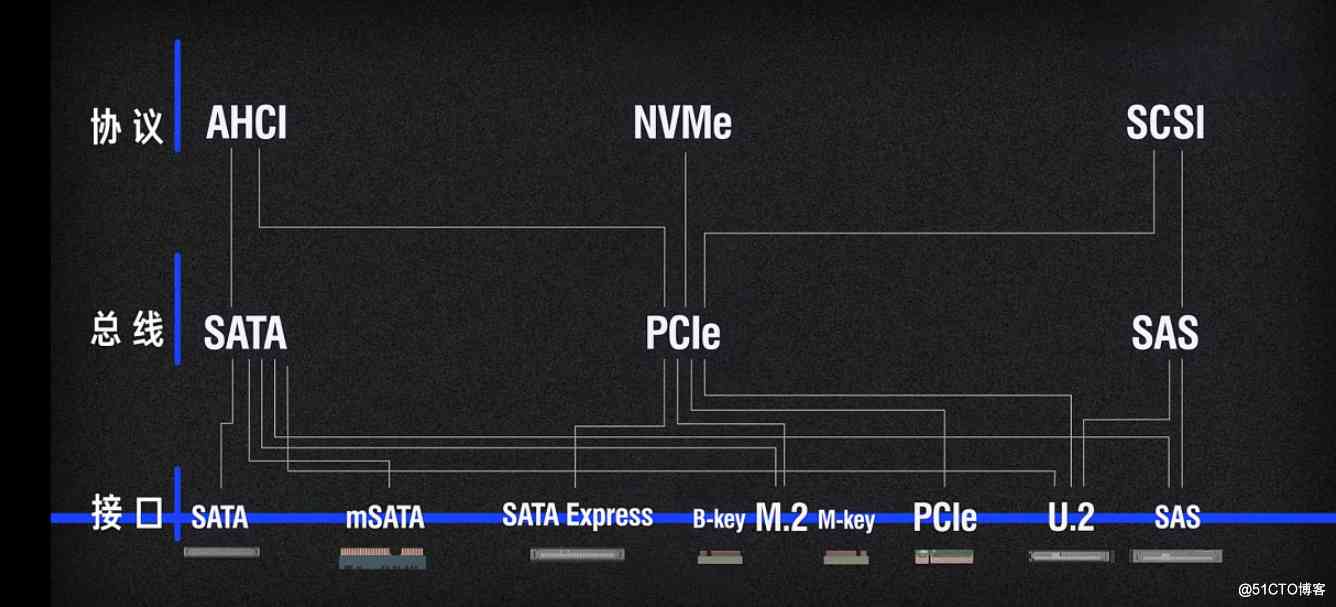 协议 AHCI NVMe SCSI
总线 SATA PCIe SAS
接口 SATA mSATA SATA Express B-key M.2 M-key PCIe U.2 SAS
@51CTO博客